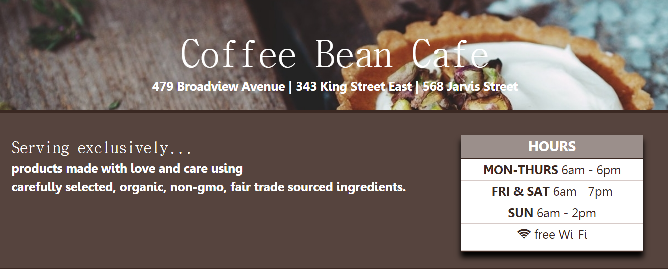 Coffee Bean Cafe
479 Broadview Avenue | 343 King Street East | 568 Jarvis Street
Serving exclusively...
products made with love and care using
carefully selected, organic, non-gmo, fair trade sourced ingredients.
HOURS
MON-THURS 6am - 6pm
FRI & SAT 6am - 7pm
SUN 6am - 2pm
free Wi Fi